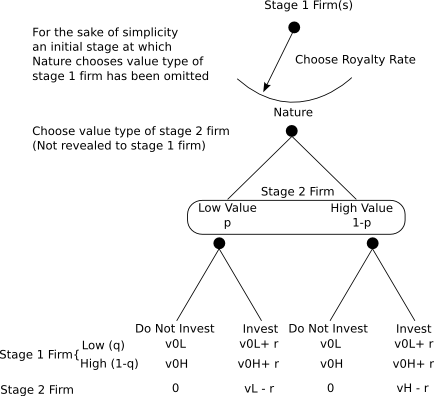 Stage 1 Firm(s)
For the sake of simplicity
an initial stage at which
Nature chooses value type of
stage 1 firm has been omitted
Choose Royalty Rate
Nature
Choose value type of stage 2 firm
(Not revealed to stage 1 firm)
Stage 2 Firm
Low Value High Value
p 1-p
Do Not Invest Invest Do Not Invest Invest
Stage 1 Firm{ Low (q) v0L v0L+ r v0L v0L+ r
High (1-q) v0H v0H+ r v0H v0H+ r
Stage 2 Firm 0 vL - r 0 vH - r